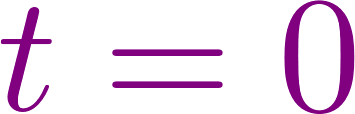 t = 0